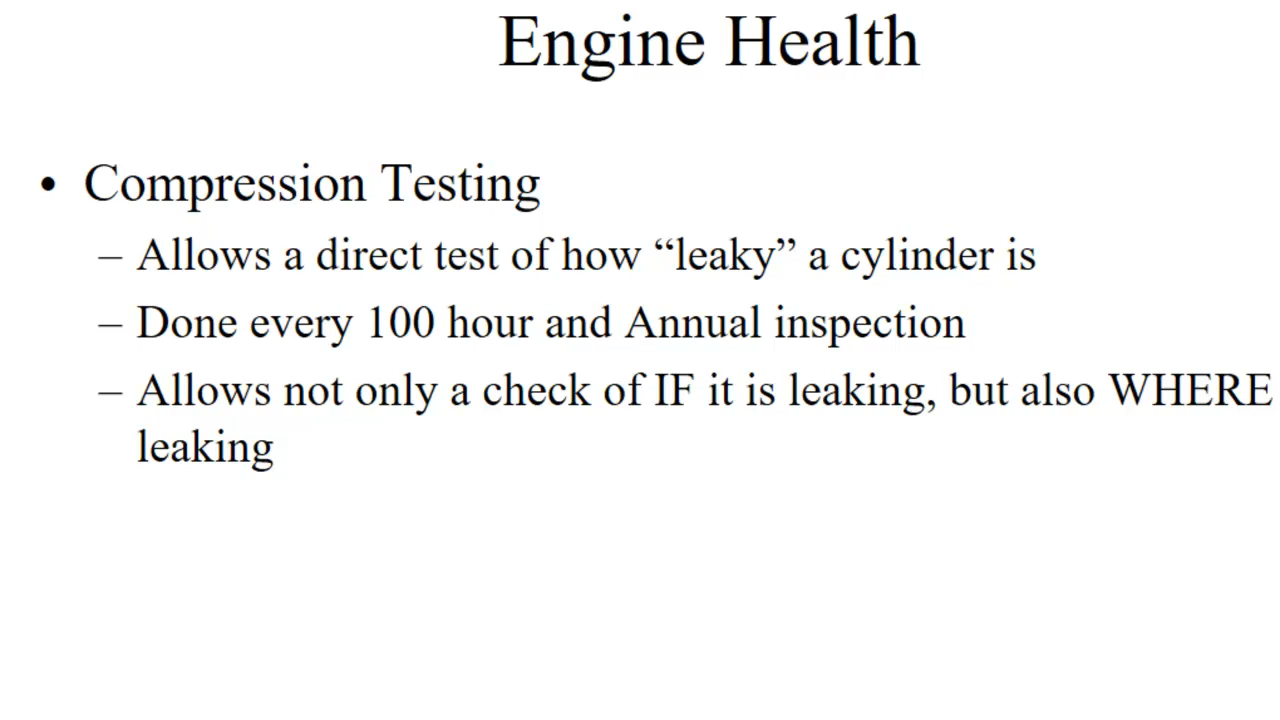 Engine Health
• Compression Testing
– Allows a direct test of how “leaky” a cylinder is
– Done every 100 hour and Annual inspection
– Allows not only a check of IF it is leaking, but also WHERE
leaking